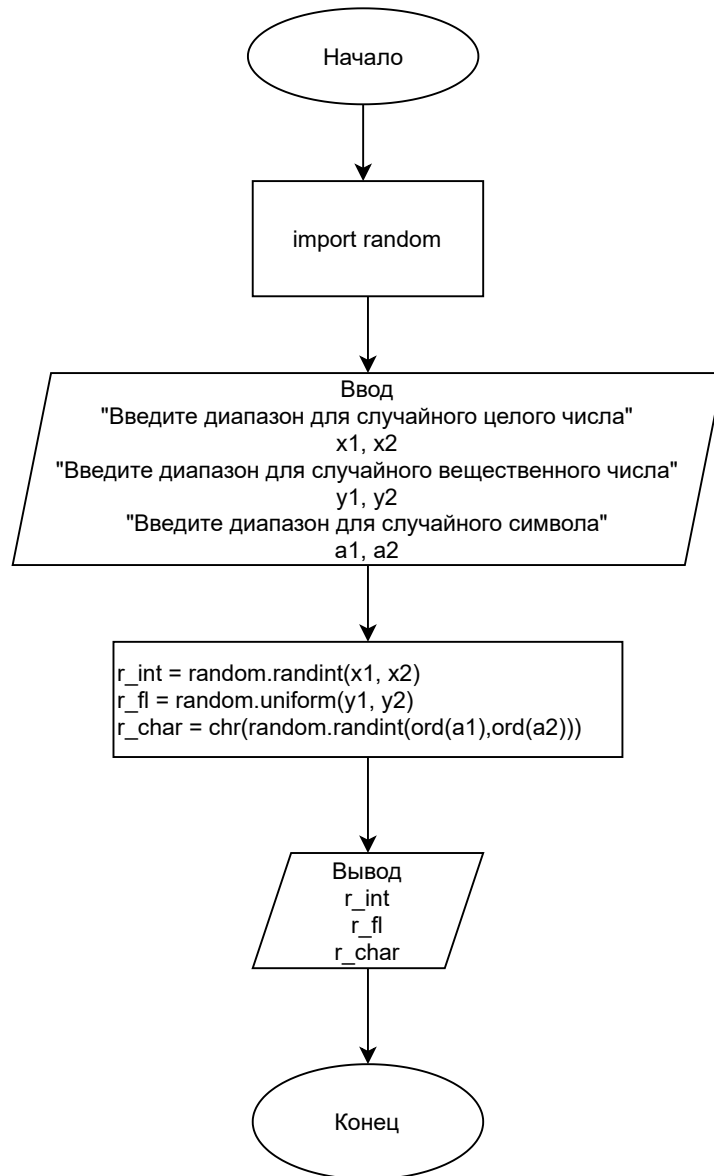 Начало
import random
Ввод
"Введите диапазон для случайного целого числа"
x1, x2
"Введите диапазон для случайного вещественного числа"
y1, y2
"Введите диапазон для случайного символа"
a1, a2
r_int = random.randint(x1, x2)
r_fl = random.uniform(y1, y2)
r_char = chr(random.randint(ord(a1),ord(a2)))
Вывод
r_int
r_fl
r_char
Конец